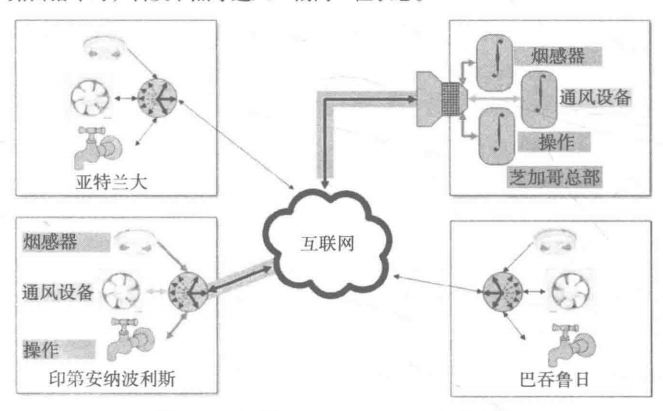 烟感器
通风设备
操作
芝加哥总部
亚特兰大
互联网
烟感器
通风设备
操作
印第安纳波利斯
巴吞鲁日